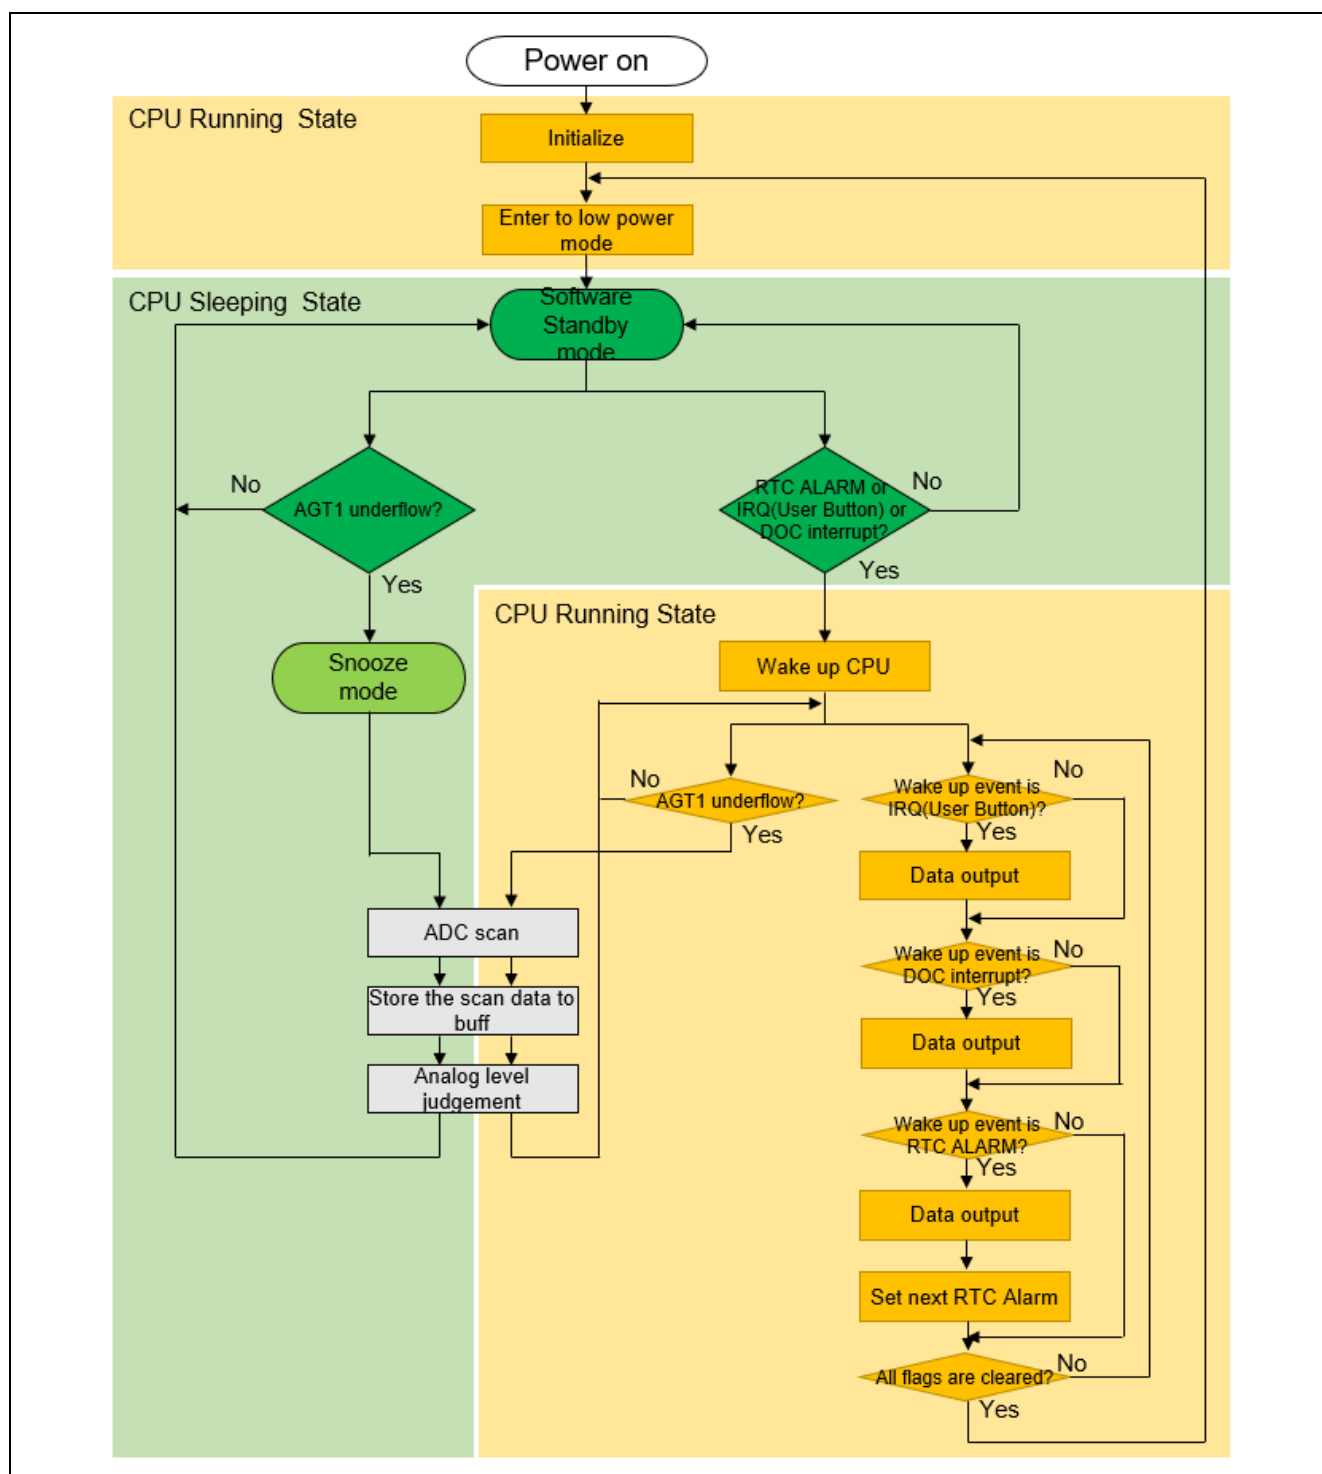 Power on
CPU Running State
Initialize
Enter to low power
mode
CPU Sleeping State
Software
Standby
mode
No
AGT1 underflow?
Yes
RTC ALARM or
IRQ(User Button) or
DOC interrupt?
No
Yes
Snooze
mode
CPU Running State
Wake up CPU
No
AGT1 underflow?
Yes
Wake up event is
IRQ(User Button)?
No
Yes
Data output
ADC scan
Store the scan data to
buff
Analog level
judgement
Wake up event is
DOC interrupt?
No
Yes
Data output
Wake up event is
RTC ALARM?
No
Yes
Data output
Set next RTC Alarm
All flags are cleared?
No
Yes